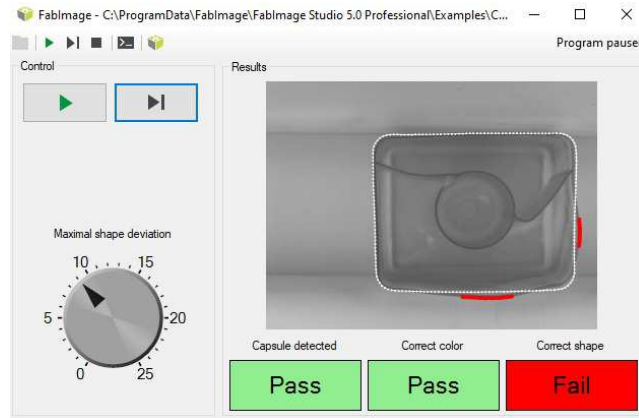 FabImage - C:\ProgramData\FabImage\FabImage Studio 5.0 Professional\Examples\C...
Program pause
Control
Results
Maximal shape deviation
10
15
5
20
0
25
Capsule detected
Correct color
Correct shape
Pass
Pass
Fail